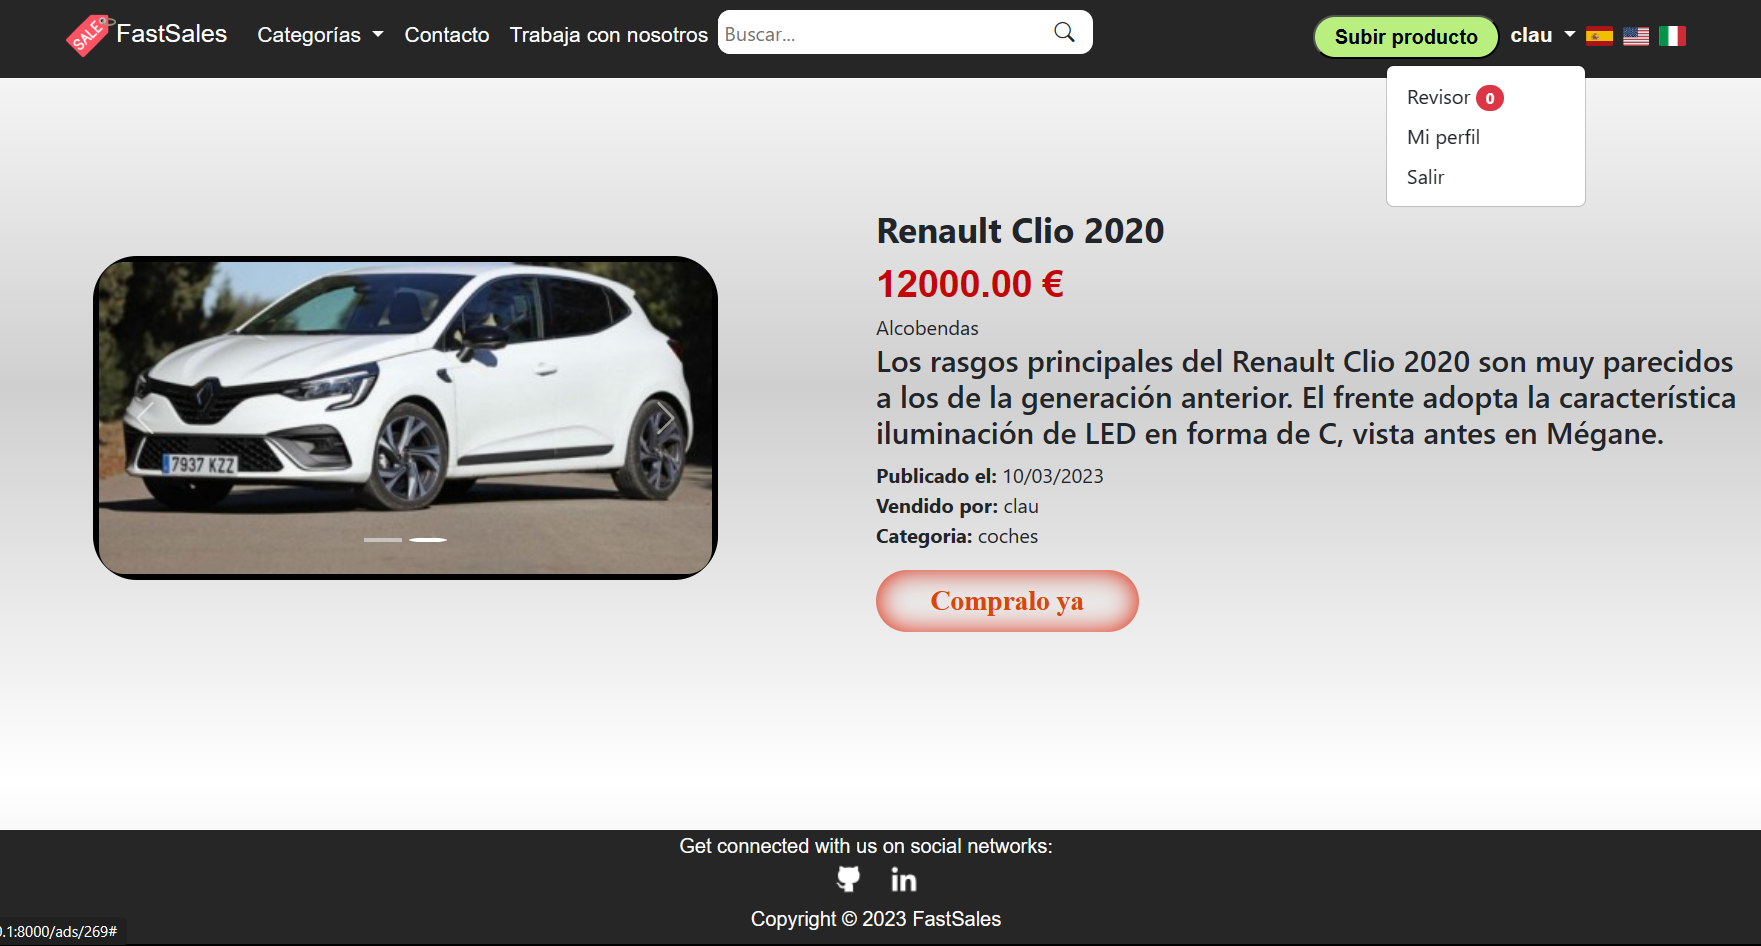 SALE FastSales Categorías Contacto Trabaja con nosotros Buscar... Subir producto clau
Revisor 0
Mi perfil
Salir
Renault Clio 2020
12000.00 €
Alcobendas
Los rasgos principales del Renault Clio 2020 son muy parecidos
a los de la generación anterior. El frente adopta la característica
iluminación de LED en forma de C, vista antes en Mégane.
Publicado el: 10/03/2023
Vendido por: clau
Categoria: coches
Compralo ya
7937 KZZ
Get connected with us on social networks:
in
Copyright © 2023 FastSales
0.1:8000/ads/269#